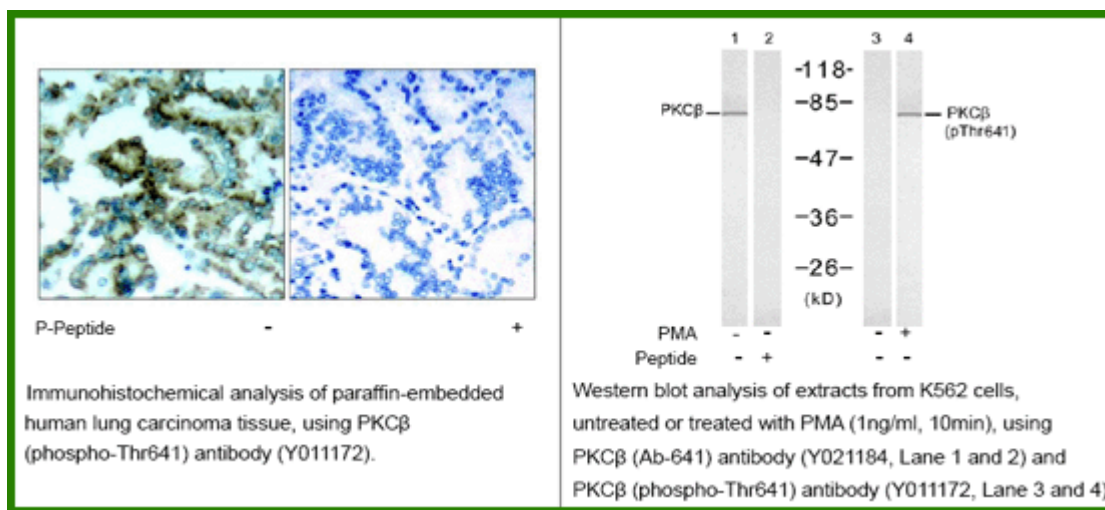 P-Peptide - +
Immunohistochemical analysis of paraffin-embedded
human lung carcinoma tissue, using PKCβ
(phospho-Thr641) antibody (Y011172).
1 2 3 4
-118-
PKCβ -85- PKCβ
(pThr641)
-47-
-36-
-26-
(kD)
PMA - - - +
Peptide - + - -
Western blot analysis of extracts from K562 cells,
untreated or treated with PMA (1ng/ml, 10min), using
PKCβ (Ab-641) antibody (Y021184, Lane 1 and 2) and
PKCβ (phospho-Thr641) antibody (Y011172, Lane 3 and 4)